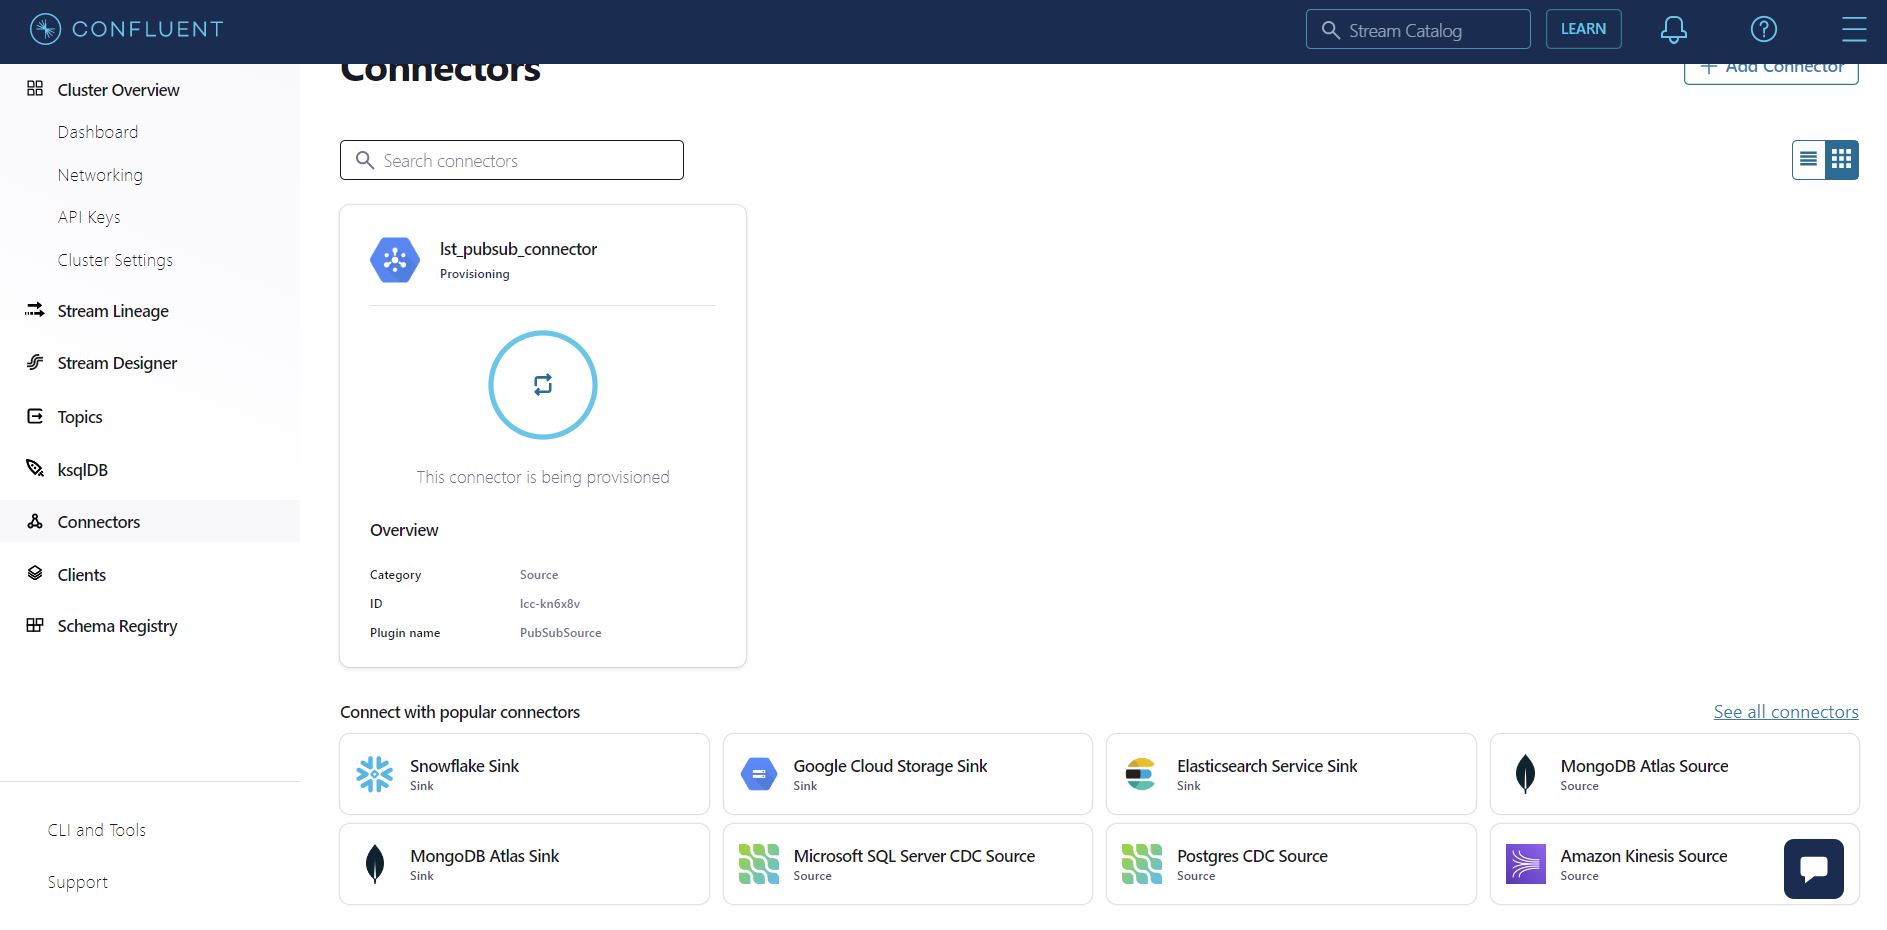 CONFLUENT
Stream Catalog
LEARN
Cluster Overview
Dashboard
Networking
API Keys
Cluster Settings
Stream Lineage
Stream Designer
Topics
ksqlDB
Connectors
Clients
Schema Registry
CLI and Tools
Support
Connectors
Add Connector
Search connectors
lst_pubsub_connector
Provisioning
This connector is being provisioned
Overview
Category Source
ID lcc-kn6x8v
Plugin name PubSubSource
Connect with popular connectors
See all connectors
Snowflake Sink
Sink
Google Cloud Storage Sink
Sink
Elasticsearch Service Sink
Sink
MongoDB Atlas Source
Source
MongoDB Atlas Sink
Sink
Microsoft SQL Server CDC Source
Source
Postgres CDC Source
Source
Amazon Kinesis Source
Source